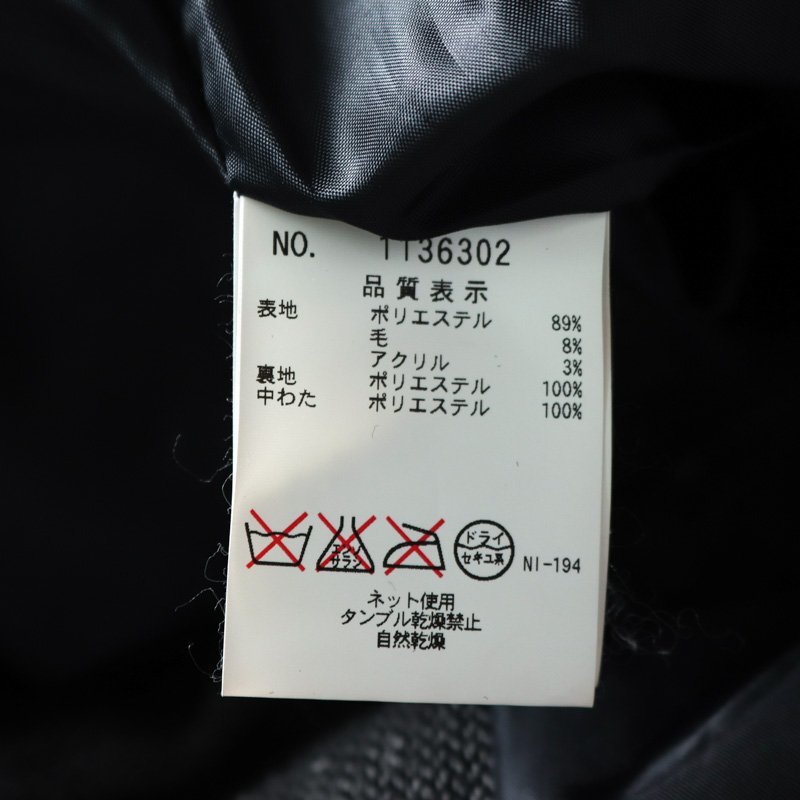 NO. 1136302
品質表示
表地 ポリエステル 89%
毛 8%
アクリル 3%
裏地 ポリエステル 100%
中わた ポリエステル 100%
エンソ
サラシ
ドライ
セキユ系
NI-194
ネット使用
タンブル乾燥禁止
自然乾燥